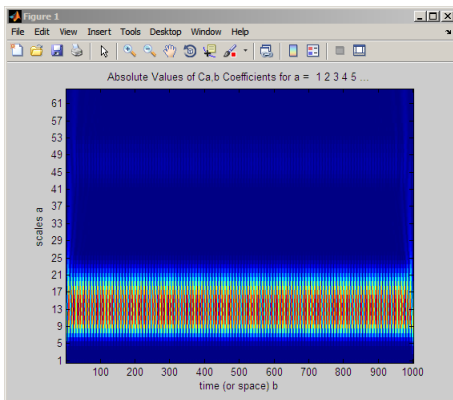 Figure 1
File Edit View Insert Tools Desktop Window Help
Absolute Values of Ca,b Coefficients for a = 1 2 3 4 5 ...
61
57
53
49
45
41
37
33
29
25
21
17
13
9
5
1
scales a
100 200 300 400 500 600 700 800 900 1000
time (or space) b